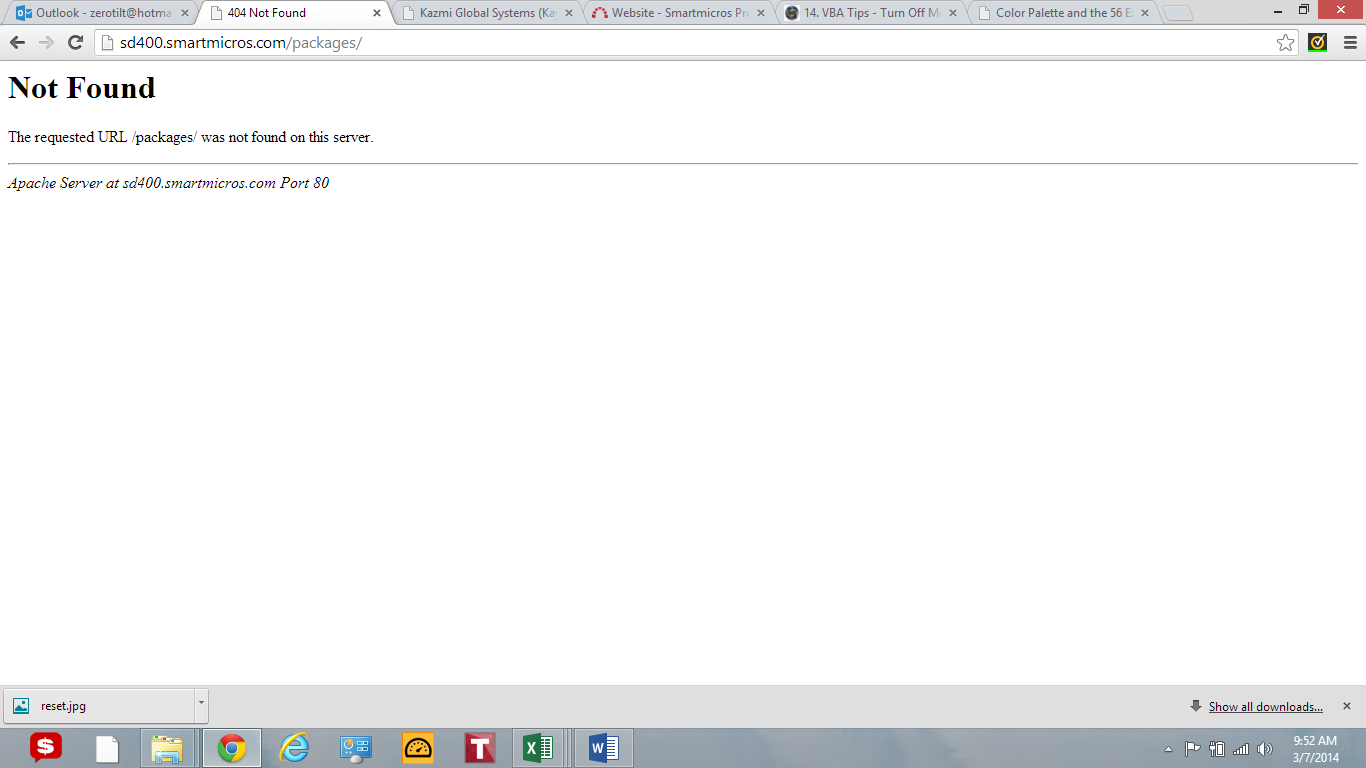 Outlook - zerotilt@hotma
404 Not Found
Kazmi Global Systems (Ka
Website - Smartmicros Pr
14. VBA Tips - Turn Off M
Color Palette and the 56 E
sd400.smartmicros.com/packages/
Not Found
The requested URL /packages/ was not found on this server.
Apache Server at sd400.smartmicros.com Port 80
reset.jpg
Show all downloads...
9:52 AM
3/7/2014